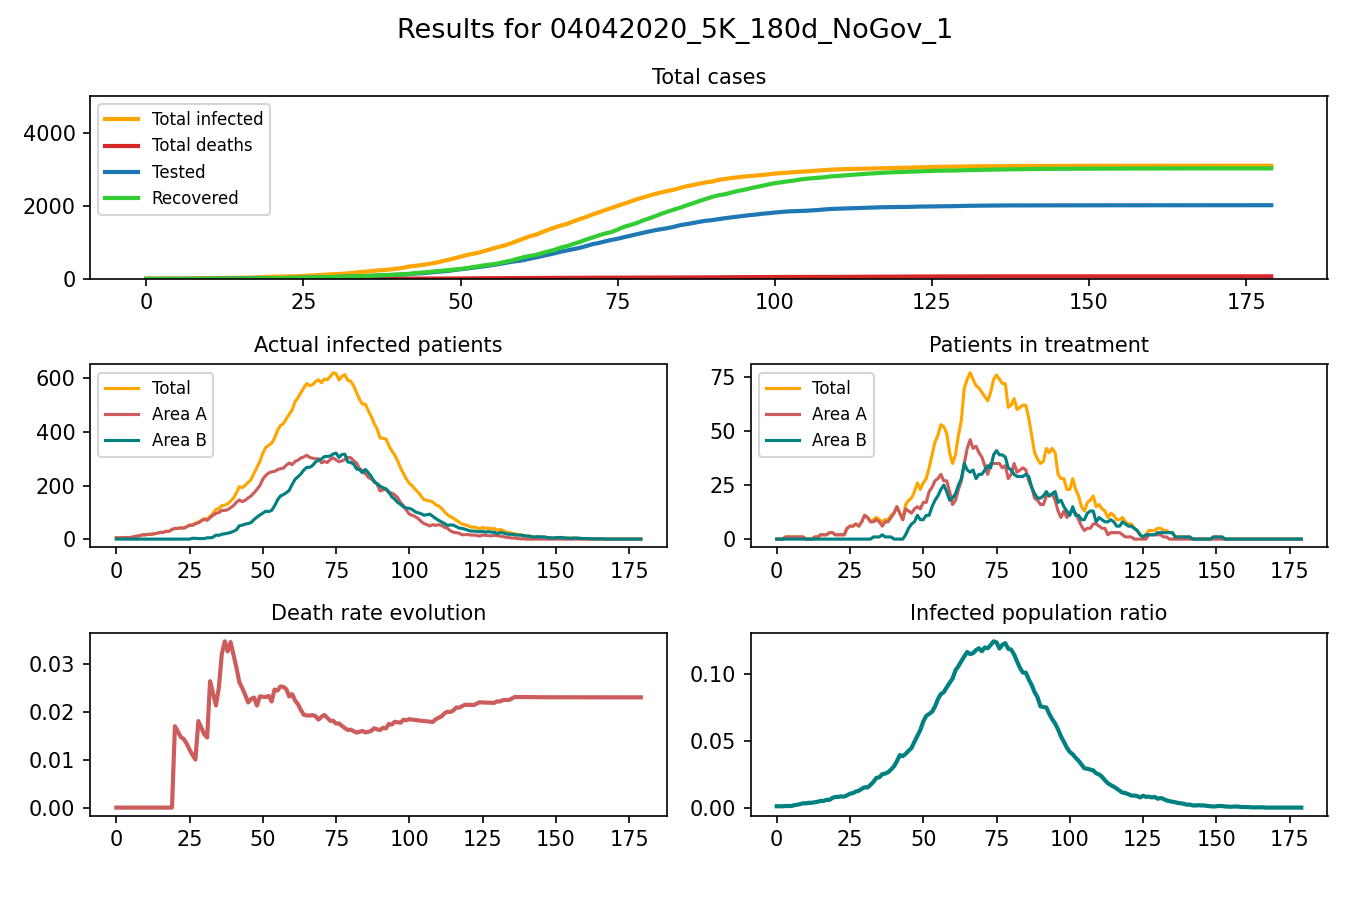 Results for 04042020_5K_180d_NoGov_1
Total cases
Total infected
Total deaths
Tested
Recovered
4000
2000
0
0 25 50 75 100 125 150 175
Actual infected patients
Total
Area A
Area B
600
400
200
0
0 25 50 75 100 125 150 175
Patients in treatment
Total
Area A
Area B
75
50
25
0
0 25 50 75 100 125 150 175
Death rate evolution
0.03
0.02
0.01
0.00
0 25 50 75 100 125 150 175
Infected population ratio
0.10
0.05
0.00
0 25 50 75 100 125 150 175